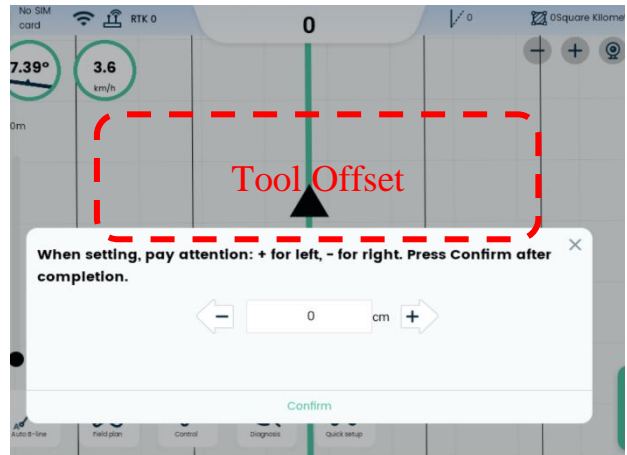 No SIM
card
RTK 0
0
0
0Square Kilome
7.39°
3.6
km/h
0m
Tool Offset
When setting, pay attention: + for left, - for right. Press Confirm after
completion.
0
cm
Confirm
Auto B-line
Field plan
Control
Diagnosis
Quick setup